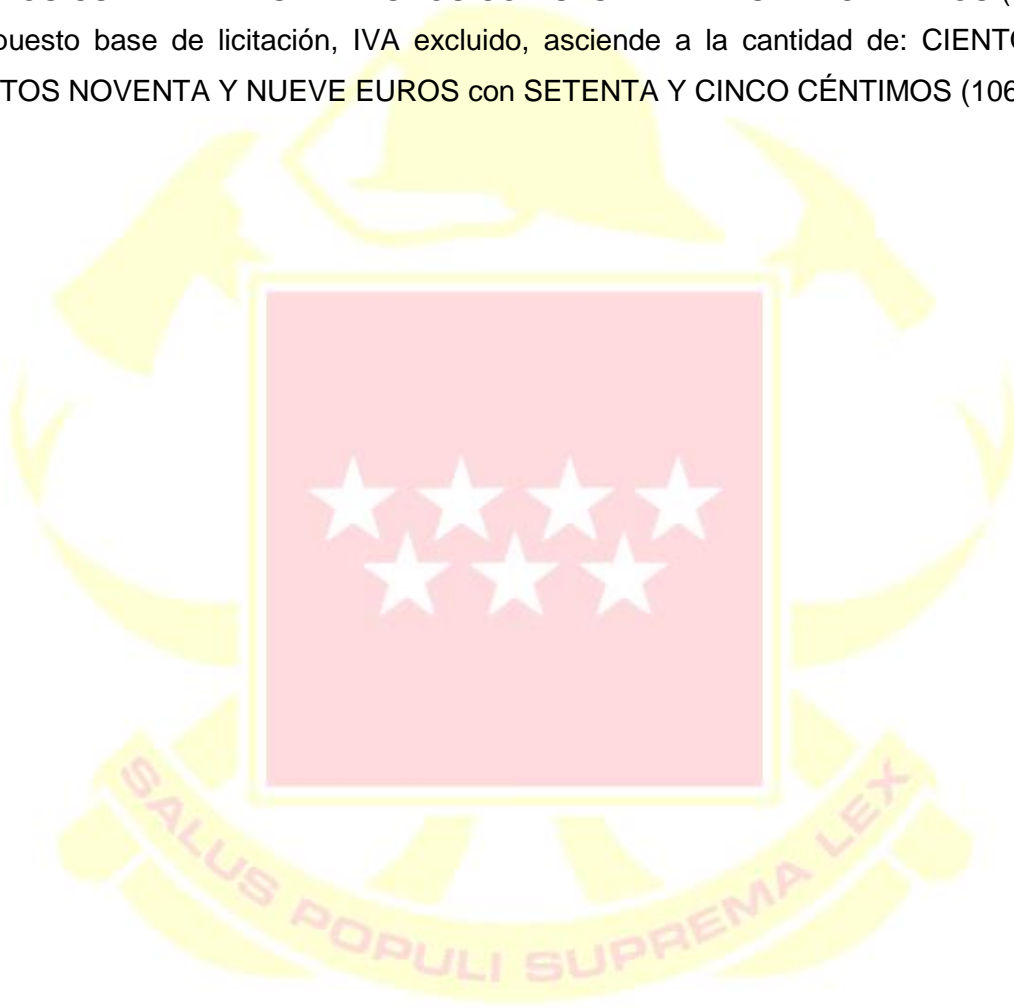 puesto base de licitación, IVA excluido, asciende a la cantidad de: CIENTO
TOS NOVENTA Y NUEVE EUROS con SETENTA Y CINCO CÉNTIMOS (106
SALUS POPULI SUPREMA LEX